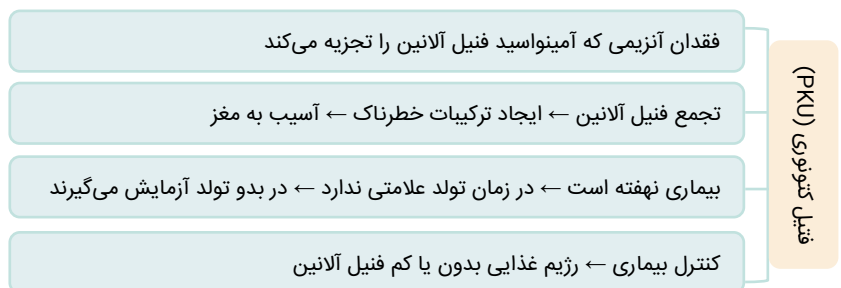 فتیل کتونوری (PKU)
فقدان آنزیمی که آمینواسید فنیل آلانین را تجزیه می‌کند
تجمع فنیل آلانین ← ایجاد ترکیبات خطرناک ← آسیب به مغز
بیماری نهفته است ← در زمان تولد علامتی ندارد ← در بدو تولد آزمایش می‌گیرند
کنترل بیماری ← رژیم غذایی بدون یا کم فنیل آلانین